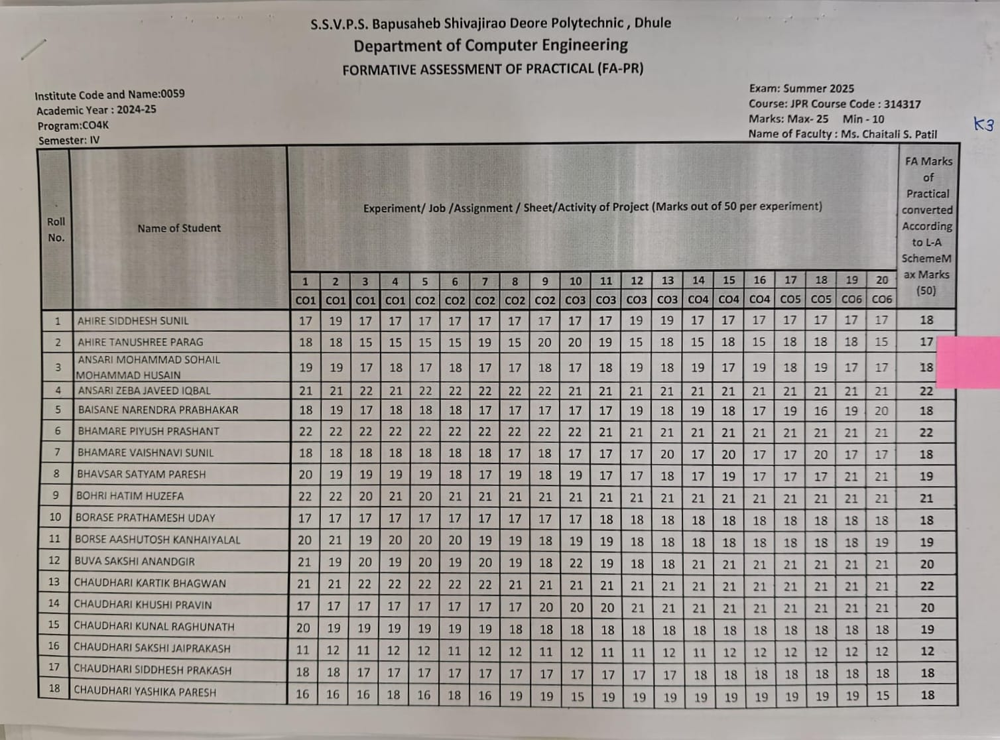 S.S.V.P.S. Bapusaheb Shivajirao Deore Polytechnic , Dhule
Department of Computer Engineering
FORMATIVE ASSESSMENT OF PRACTICAL (FA-PR)
Institute Code and Name:0059
Academic Year : 2024-25
Program:CO4K
Semester: IV
Exam: Summer 2025
Course: JPR Course Code : 314317
Marks: Max- 25 Min - 10
Name of Faculty : Ms. Chaitali S. Patil
K3
Roll No.
Name of Student
Experiment/ Job /Assignment / Sheet/Activity of Project (Marks out of 50 per experiment)
FA Marks
of
Practical
converted
According
to L-A
SchemeM
ax Marks
(50)
1 2 3 4 5 6 7 8 9 10 11 12 13 14 15 16 17 18 19 20
CO1 CO1 CO1 CO1 CO2 CO2 CO2 CO2 CO2 CO3 CO3 CO3 CO3 CO4 CO4 CO4 CO5 CO5 CO6 CO6
1 AHIRE SIDDHESH SUNIL 17 19 17 17 17 17 17 17 17 17 17 19 19 17 17 17 17 17 17 17 18
2 AHIRE TANUSHREE PARAG 18 18 15 15 15 15 19 15 20 20 19 15 18 15 18 15 18 18 18 15 17
3 ANSARI MOHAMMAD SOHAIL
MOHAMMAD HUSAIN 19 19 17 18 17 18 17 17 18 17 18 19 18 19 17 19 18 19 17 17 18
4 ANSARI ZEBA JAVEED IQBAL 21 21 22 21 22 22 22 22 22 21 21 21 21 21 21 21 21 21 21 21 22
5 BAISANE NARENDRA PRABHAKAR 18 19 17 18 18 18 17 17 17 17 17 19 18 19 18 17 19 16 19 20 18
6 BHAMARE PIYUSH PRASHANT 22 22 22 22 22 22 22 22 22 22 21 21 21 21 21 21 21 21 21 21 22
7 BHAMARE VAISHNAVI SUNIL 18 18 18 18 18 18 18 17 18 17 17 17 20 17 20 17 17 20 17 17 18
8 BHAVSAR SATYAM PARESH 20 19 19 19 19 18 17 19 18 19 17 17 18 17 19 17 17 17 21 21 19
9 BOHRI HATIM HUZEFA 22 22 20 21 20 21 21 21 21 21 21 21 21 21 21 21 21 21 21 21 21
10 BORASE PRATHAMESH UDAY 17 17 17 17 17 17 17 17 17 17 18 18 18 18 18 18 18 18 18 18 18
11 BORSE AASHUTOSH KANHAIYALAL 20 21 19 20 20 20 19 19 18 19 19 18 18 18 18 18 18 18 18 19 19
12 BUVA SAKSHI ANANDGIR 21 19 20 19 20 19 20 19 18 22 19 18 18 21 21 21 21 21 21 21 20
13 CHAUDHARI KARTIK BHAGWAN 21 21 22 22 22 22 22 21 21 21 21 21 21 21 21 21 21 21 21 21 22
14 CHAUDHARI KHUSHI PRAVIN 17 17 17 17 17 17 17 17 20 20 20 21 21 21 21 21 21 21 21 21 20
15 CHAUDHARI KUNAL RAGHUNATH 20 19 19 19 19 19 19 18 18 18 18 18 18 18 18 18 18 18 18 18 19
16 CHAUDHARI SAKSHI JAIPRAKASH 11 12 11 12 12 11 12 12 11 12 11 11 12 11 12 12 12 12 12 12 12
17 CHAUDHARI SIDDHESH PRAKASH 18 18 17 17 17 17 17 17 17 17 17 17 17 18 18 18 18 18 18 18 18
18 CHAUDHARI YASHIKA PARESH 16 16 16 18 16 18 16 19 19 15 19 19 19 19 19 19 19 19 19 15 18